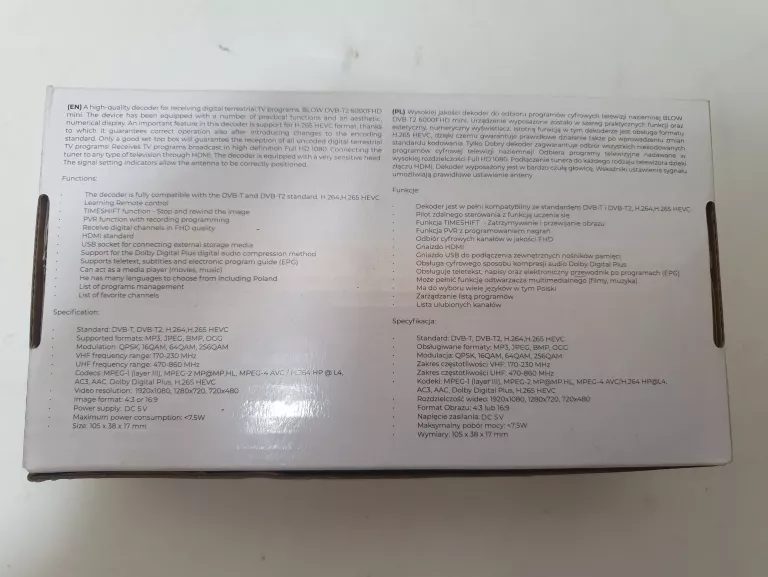 (EN) A high-quality decoder for receiving digital terrestrial TV programs. BLOW DVB-T2 6000FHD
mini. The device has been equipped with a number of practical functions and an aesthetic,
numerical display. An important feature in this decoder is support for H.265 HEVC format, thanks
to which it guarantees correct operation also after introducing changes to the encoding
standard. Only a good set-top box will guarantee the reception of all uncoded digital terrestrial
TV programs! Receives TV programs broadcast in high definition Full HD 1080. Connecting the
tuner to any type of television through HDMI. The decoder is equipped with a very sensitive head.
The signal setting indicators allow the antenna to be correctly positioned.
Functions:
· The decoder is fully compatible with the DVB-T and DVB-T2 standard. H.264,H.265 HEVC
· Learning Remote control
· TIMESHIFT function - Stop and rewind the image
· PVR function with recording programming
· Receive digital channels in FHD quality
· HDMI standard
· USB socket for connecting external storage media
· Support for the Dolby Digital Plus digital audio compression method
· Supports teletext, subtitles and electronic program guide (EPG)
· Can act as a media player (movies, music)
· He has many languages to choose from including Poland
· List of programs management
· List of favorite channels
Specification:
· Standard: DVB-T, DVB-T2, H.264,H.265 HEVC
· Supported formats: MP3, JPEG, BMP, OGG
· Modulation: QPSK, 16QAM, 64QAM, 256QAM
· VHF frequency range: 170-230 MHz
· UHF frequency range: 470-860 MHz
· Codecs: MPEG-1 (layer III), MPEG-2 MP@MP.HL, MPEG-4 AVC / H.264 HP @ L4,
AC3, AAC, Dolby Digital Plus, H.265 HEVC
· Video resolution: 1920x1080, 1280x720, 720x480
· Image format: 4:3 or 16:9
· Power supply: DC 5V
· Maximum power consumption: <7.5W
· Size: 105 x 38 x 17 mm
(PL) Wysokiej jakości dekoder do odbioru programów cyfrowych telewizji naziemnej BLOW
DVB-T2 6000FHD mini. Urządzenie wyposażone zostało w szereg praktycznych funkcji oraz
estetyczny, numeryczny wyświetlacz. Istotną funkcją w tym dekoderze jest obsługa formatu
H.265 HEVC, dzięki czemu gwarantuje prawidłowe działanie także po wprowadzeniu zmian
standardu kodowania. Tylko Dobry dekoder zagwarantuje odbiór wszystkich niekodowanych
programów cyfrowej telewizji naziemnej! Odbiera programy telewizyjne nadawane w
wysokiej rozdzielczości Full HD 1080. Podłączenie tunera do każdego rodzaju telewizora dzięki
złączu HDMI. Dekoder wyposażony jest w bardzo czułą głowicę. Wskaźniki ustawienie sygnału
umożliwiają prawidłowe ustawienie anteny
Funkcje:
· Dekoder jest w pełni kompatybilny ze standardem DVB-T i DVB-T2, H.264,H.265 HEVC
· Pilot zdalnego sterowania z funkcją uczenia się
· Funkcja TIMESHIFT - Zatrzymywanie i przewijanie obrazu
· Funkcja PVR z programowaniem nagrań
· Odbiór cyfrowych kanałów w jakości FHD
· Gniazdo HDMI
· Gniazdo USB do podłączenia zewnętrznych nośników pamięci
· Obsługa cyfrowego sposobu kompresji audio Dolby Digital Plus
· Obsługuje teletekst, napisy oraz elektroniczny przewodnik po programach (EPG)
· Może pełnić funkcję odtwarzacza multimedialnego (filmy, muzyka)
· Ma do wyboru wiele języków w tym Polski
· Zarządzanie listą programów
· Lista ulubionych kanałów
Specyfikacja:
· Standard: DVB-T, DVB-T2, H.264,H.265 HEVC
· Obsługiwane formaty: MP3, JPEG, BMP, OGG
· Modulacja: QPSK, 16QAM, 64QAM, 256QAM
· Zakres częstotliwości VHF: 170-230 MHz
· Zakres częstotliwości UHF: 470-860 MHz
· Kodeki: MPEG-1 (layer III), MPEG-2 MP@MP.HL, MPEG-4 AVC/H.264 HP@L4,
AC3, AAC, Dolby Digital Plus, H.265 HEVC
· Rozdzielczość wideo: 1920x1080, 1280x720, 720x480
· Format Obrazu: 4:3 lub 16:9
· Napięcie zasilania: DC 5V
· Maksymalny pobór mocy: <7.5W
· Wymiary: 105 x 38 x 17 mm